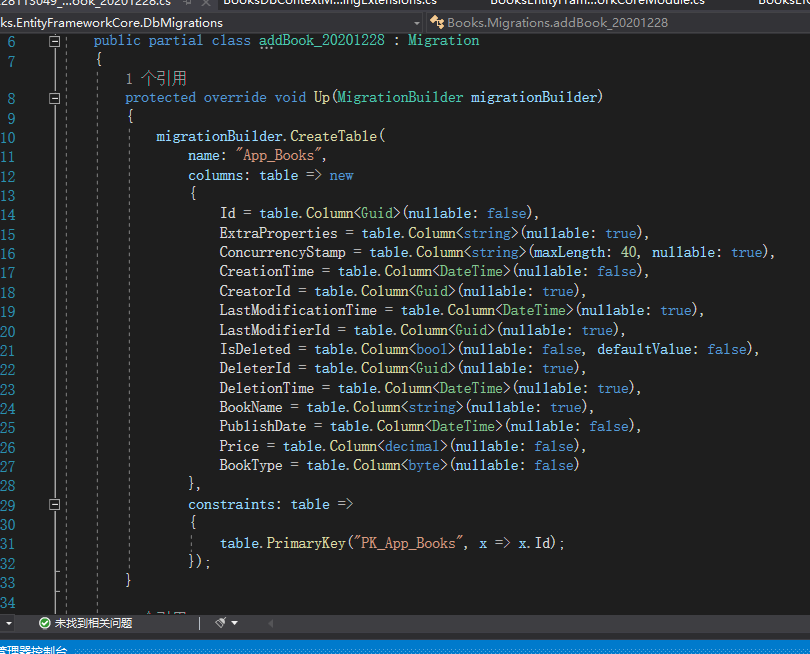 BooksEntityFram...orkCoreModule.cs
ks.EntityFrameworkCore.DbMigrations
Books.Migrations.addBook_20201228
6 public partial class addBook_20201228 : Migration
7 {
1 个引用
8 protected override void Up(MigrationBuilder migrationBuilder)
9 {
10 migrationBuilder.CreateTable(
11 name: "App_Books",
12 columns: table => new
13 {
14 Id = table.Column<Guid>(nullable: false),
15 ExtraProperties = table.Column<string>(nullable: true),
16 ConcurrencyStamp = table.Column<string>(maxLength: 40, nullable: true),
17 CreationTime = table.Column<DateTime>(nullable: false),
18 CreatorId = table.Column<Guid>(nullable: true),
19 LastModificationTime = table.Column<DateTime>(nullable: true),
20 LastModifierId = table.Column<Guid>(nullable: true),
21 IsDeleted = table.Column<bool>(nullable: false, defaultValue: false),
22 DeleterId = table.Column<Guid>(nullable: true),
23 DeletionTime = table.Column<DateTime>(nullable: true),
24 BookName = table.Column<string>(nullable: true),
25 PublishDate = table.Column<DateTime>(nullable: false),
26 Price = table.Column<decimal>(nullable: false),
27 BookType = table.Column<byte>(nullable: false)
28 },
29 constraints: table =>
30 {
31 table.PrimaryKey("PK_App_Books", x => x.Id);
32 });
33 }
34
未找到相关问题
管理器控制台